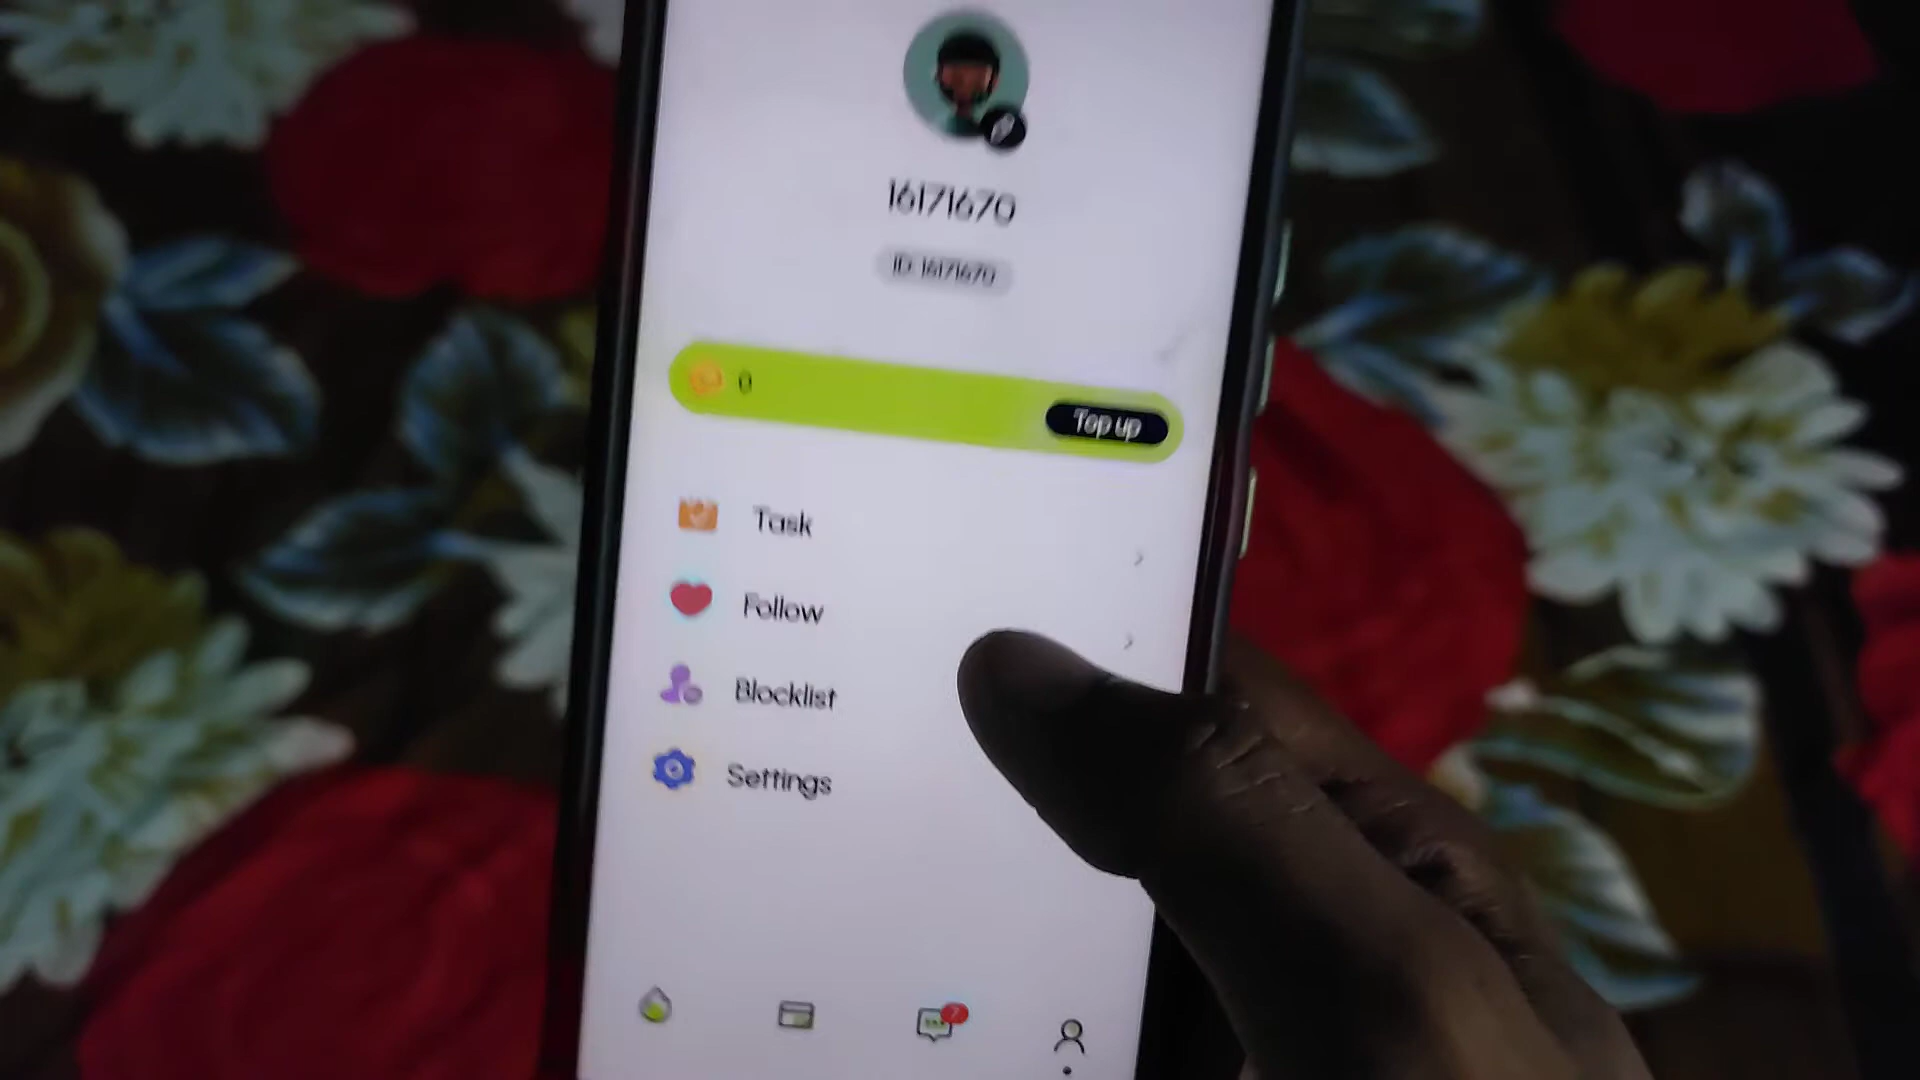 16171670
ID: 16171670
0
Top up
Task
Follow
Blocklist
Settings